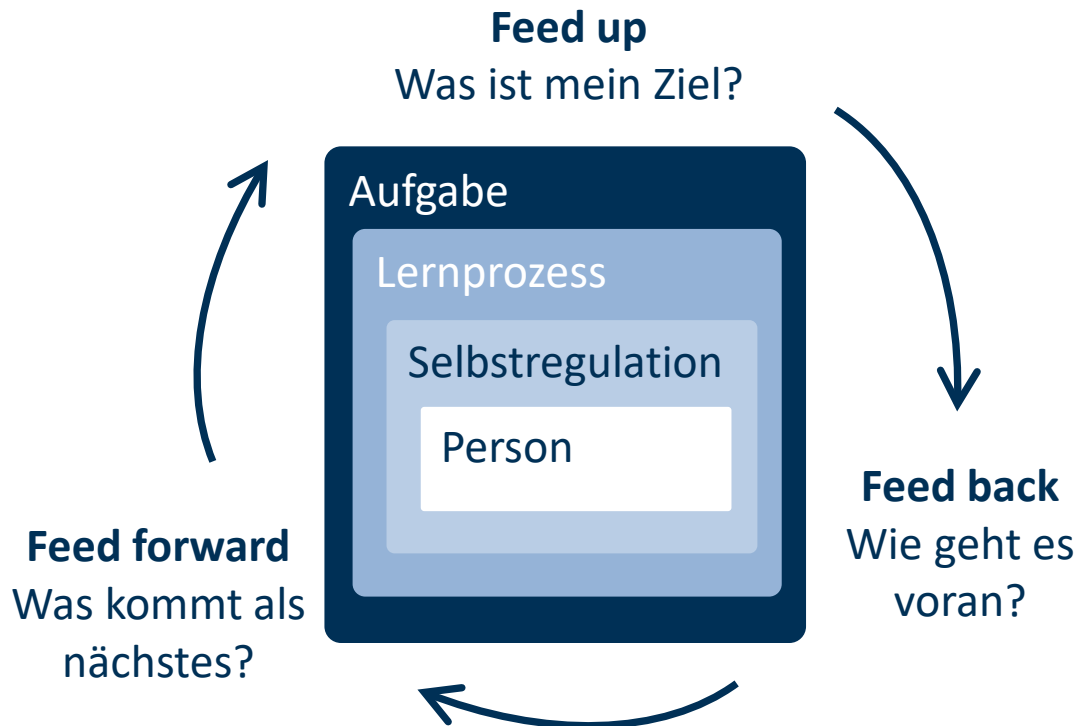 Feed up
Was ist mein Ziel?
Aufgabe
Lernprozess
Selbstregulation
Person
Feed back
Wie geht es
voran?
Feed forward
Was kommt als
nächstes?